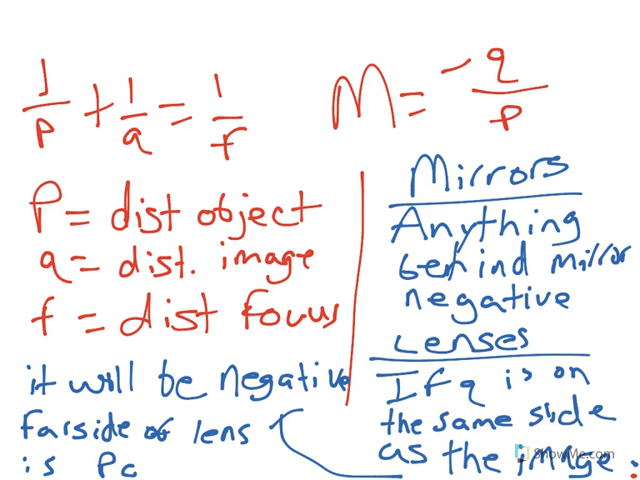 1/p + 1/q = 1/f
M = -q/p
P = dist object
q = dist. image
f = dist focus
Mirrors
Anything
behind mirror
negative
Lenses
If q is on
the same side
as the image
it will be negative
farside of lens
is Po
ShowMe.com